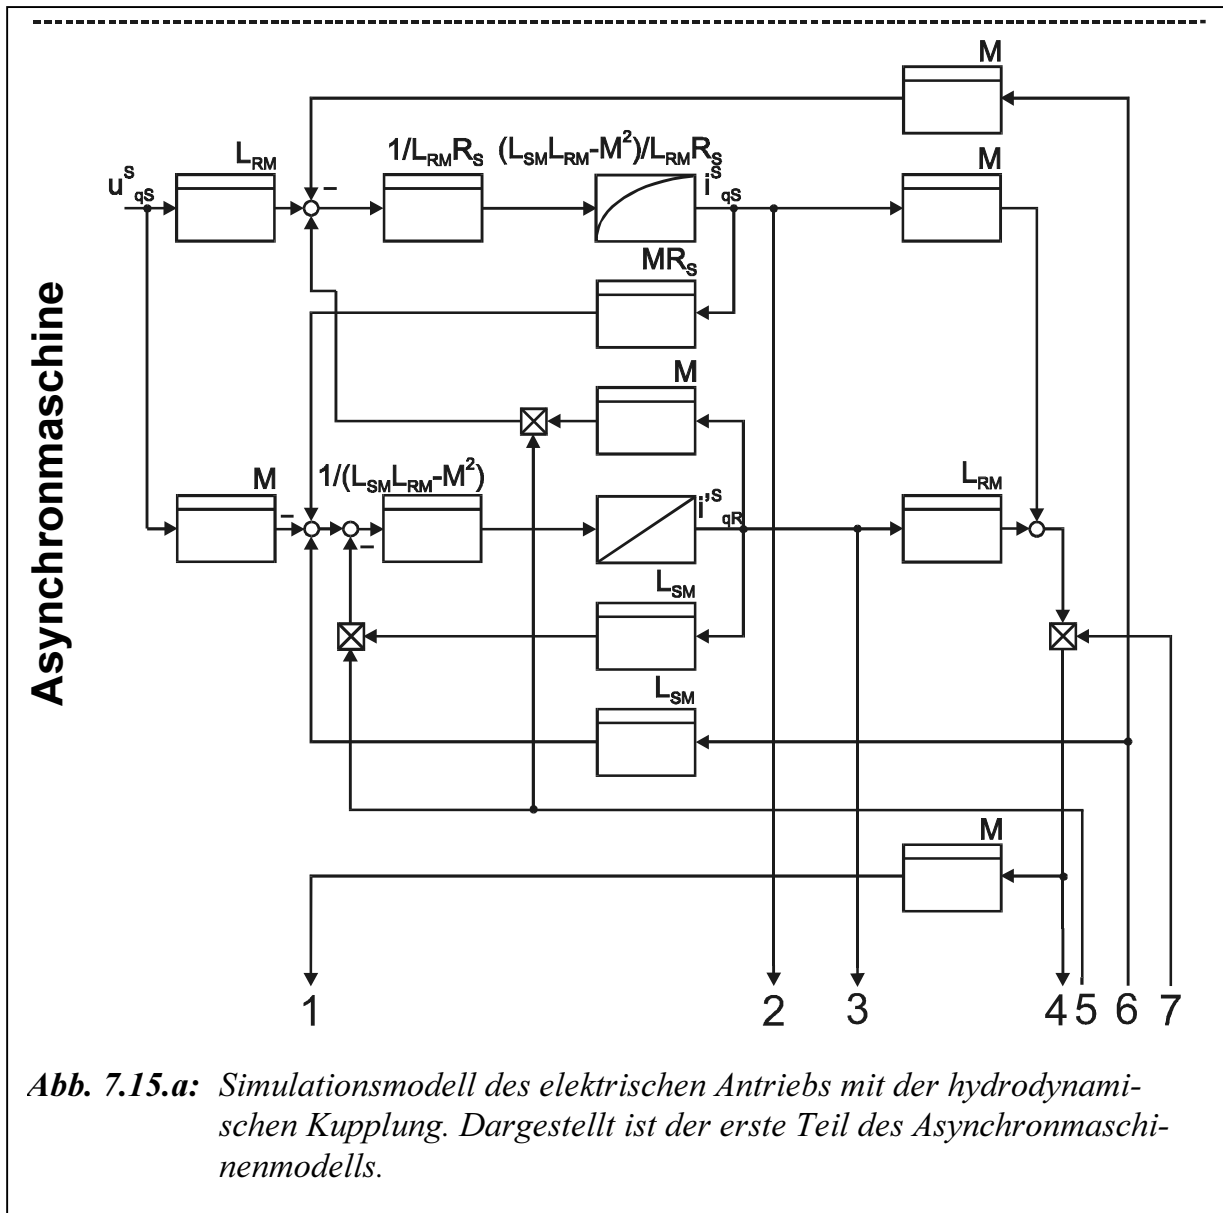 M
L_RM
1/L_RM R_S
(L_SM L_RM-M²)/L_RM R_S
M
u^S_qS
i^S_qS
–
MR_S
M
Asynchronmaschine
M
1/(L_SM L_RM-M²)
L_RM
–
i'^S_qR
–
L_SM
L_SM
M
1 2 3 4 5 6 7
Abb. 7.15.a: Simulationsmodell des elektrischen Antriebs mit der hydrodynami-
schen Kupplung. Dargestellt ist der erste Teil des Asynchronmaschi-
nenmodells.